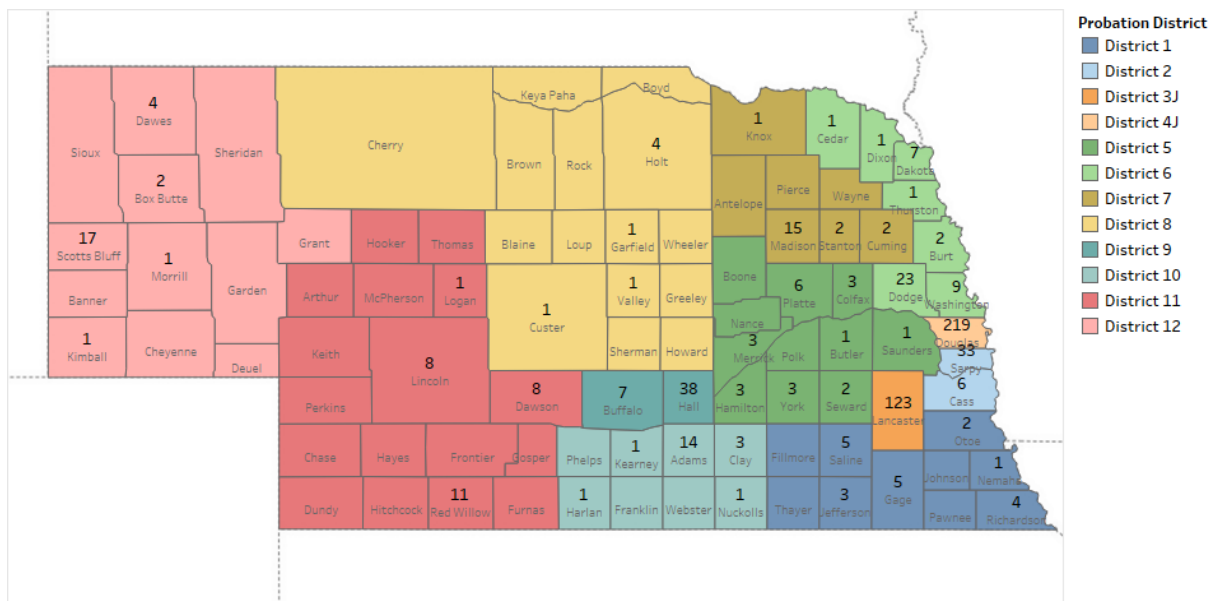 Probation District
District 1
District 2
District 3J
District 4J
District 5
District 6
District 7
District 8
District 9
District 10
District 11
District 12
Sioux
4
Dawes
Sheridan
2
Box Butte
17
Scotts Bluff
1
Morrill
Banner
Garden
1
Kimball
Cheyenne
Deuel
Grant
Cherry
Keya Paha
Boyd
Brown
Rock
4
Holt
Hooker
Thomas
Blaine
Loup
1
Garfield
Wheeler
Arthur
McPherson
1
Logan
1
Custer
1
Valley
Greeley
Sherman
Howard
Keith
8
Lincoln
Perkins
8
Dawson
7
Buffalo
38
Hall
Chase
Hayes
Frontier
Gosper
Dundy
Hitchcock
11
Red Willow
Furnas
Phelps
1
Kearney
14
Adams
3
Clay
1
Harlan
Franklin
Webster
1
Nuckolls
1
Knox
1
Cedar
1
Dixon
7
Dakota
Antelope
Pierce
Wayne
1
Thurston
15
Madison
2
Stanton
2
Cuming
2
Burt
Boone
6
Platte
3
Colfax
23
Dodge
9
Washington
Nance
3
Merrick
Polk
1
Butler
1
Saunders
219
Douglas
33
Sarpy
6
Cass
3
Hamilton
3
York
2
Seward
123
Lancaster
2
Otoe
Fillmore
5
Saline
5
Gage
Johnson
1
Nemaha
Thayer
3
Jefferson
Pawnee
4
Richardson